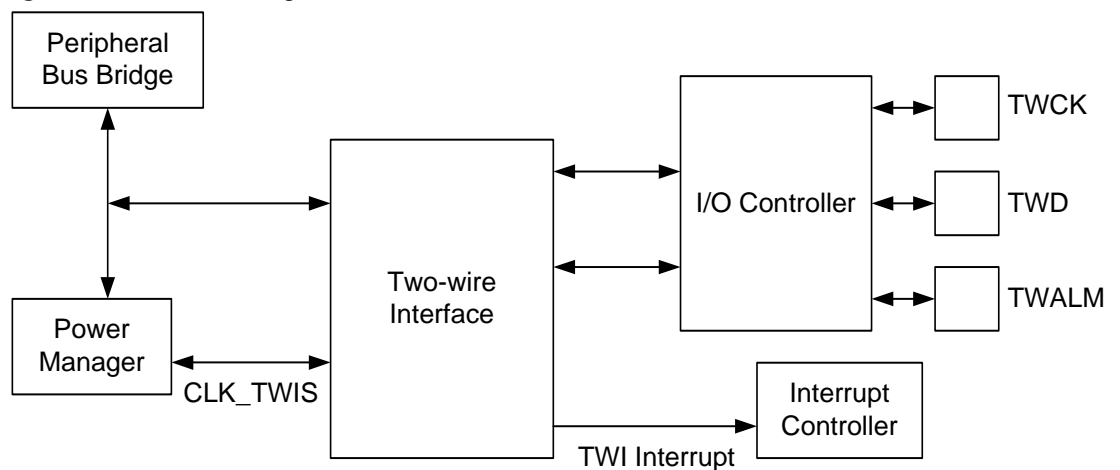 Peripheral
Bus Bridge
TWCK
I/O Controller
TWD
Two-wire
Interface
TWALM
Power
Manager
CLK_TWIS
Interrupt
Controller
TWI Interrupt